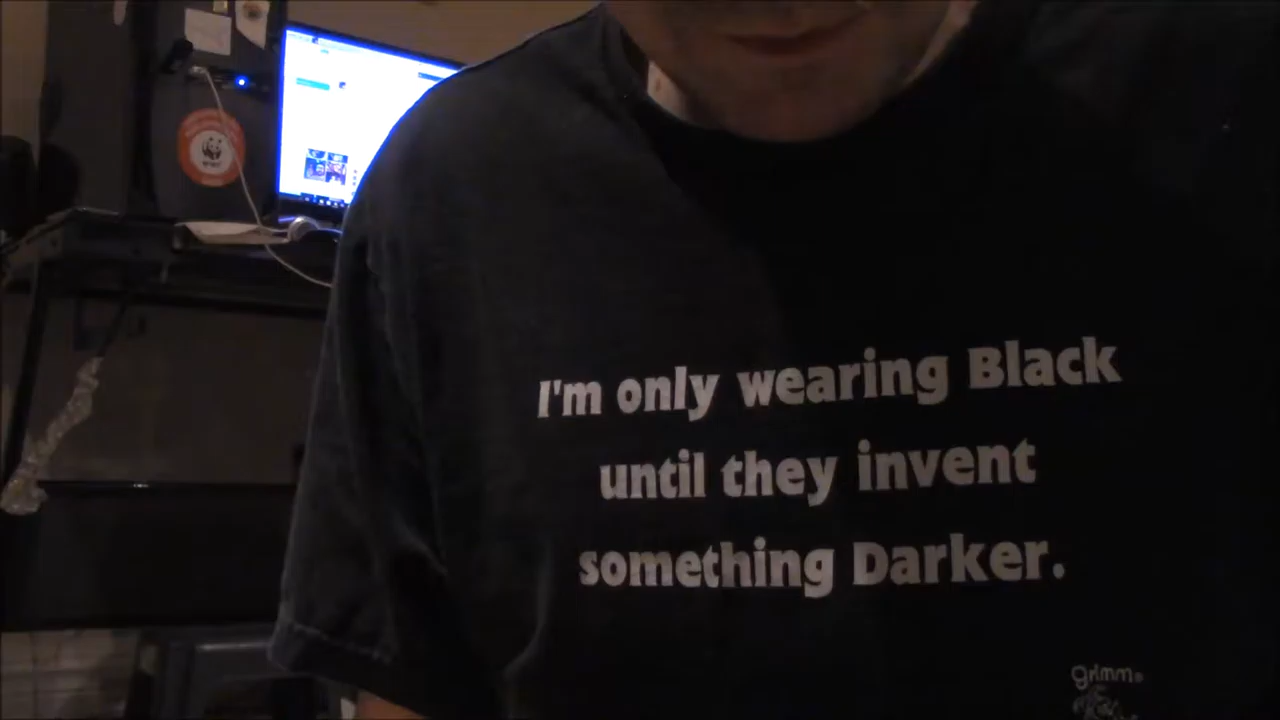 I'm only wearing Black
until they invent
something Darker.
grimm®